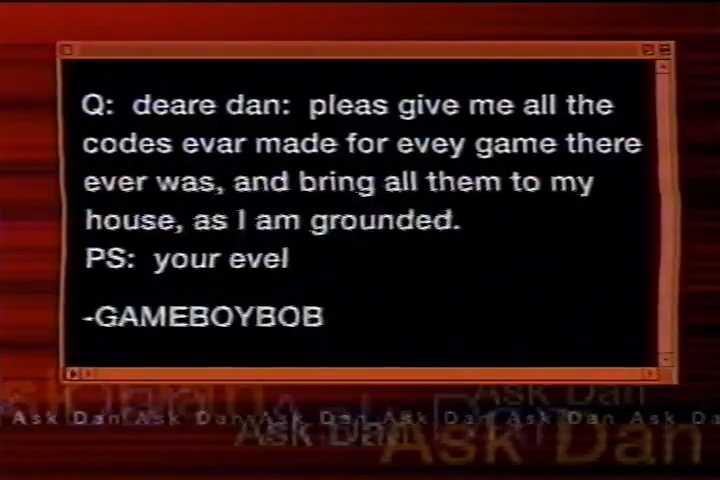 Q: deare dan: pleas give me all the
codes evar made for evey game there
ever was, and bring all them to my
house, as I am grounded.
PS: your evel
-GAMEBOYBOB
Ask Dan
Ask Dan Ask Dan Ask Dan Ask Dan Ask Dan Ask Da
Ask Dan
Ask Dan